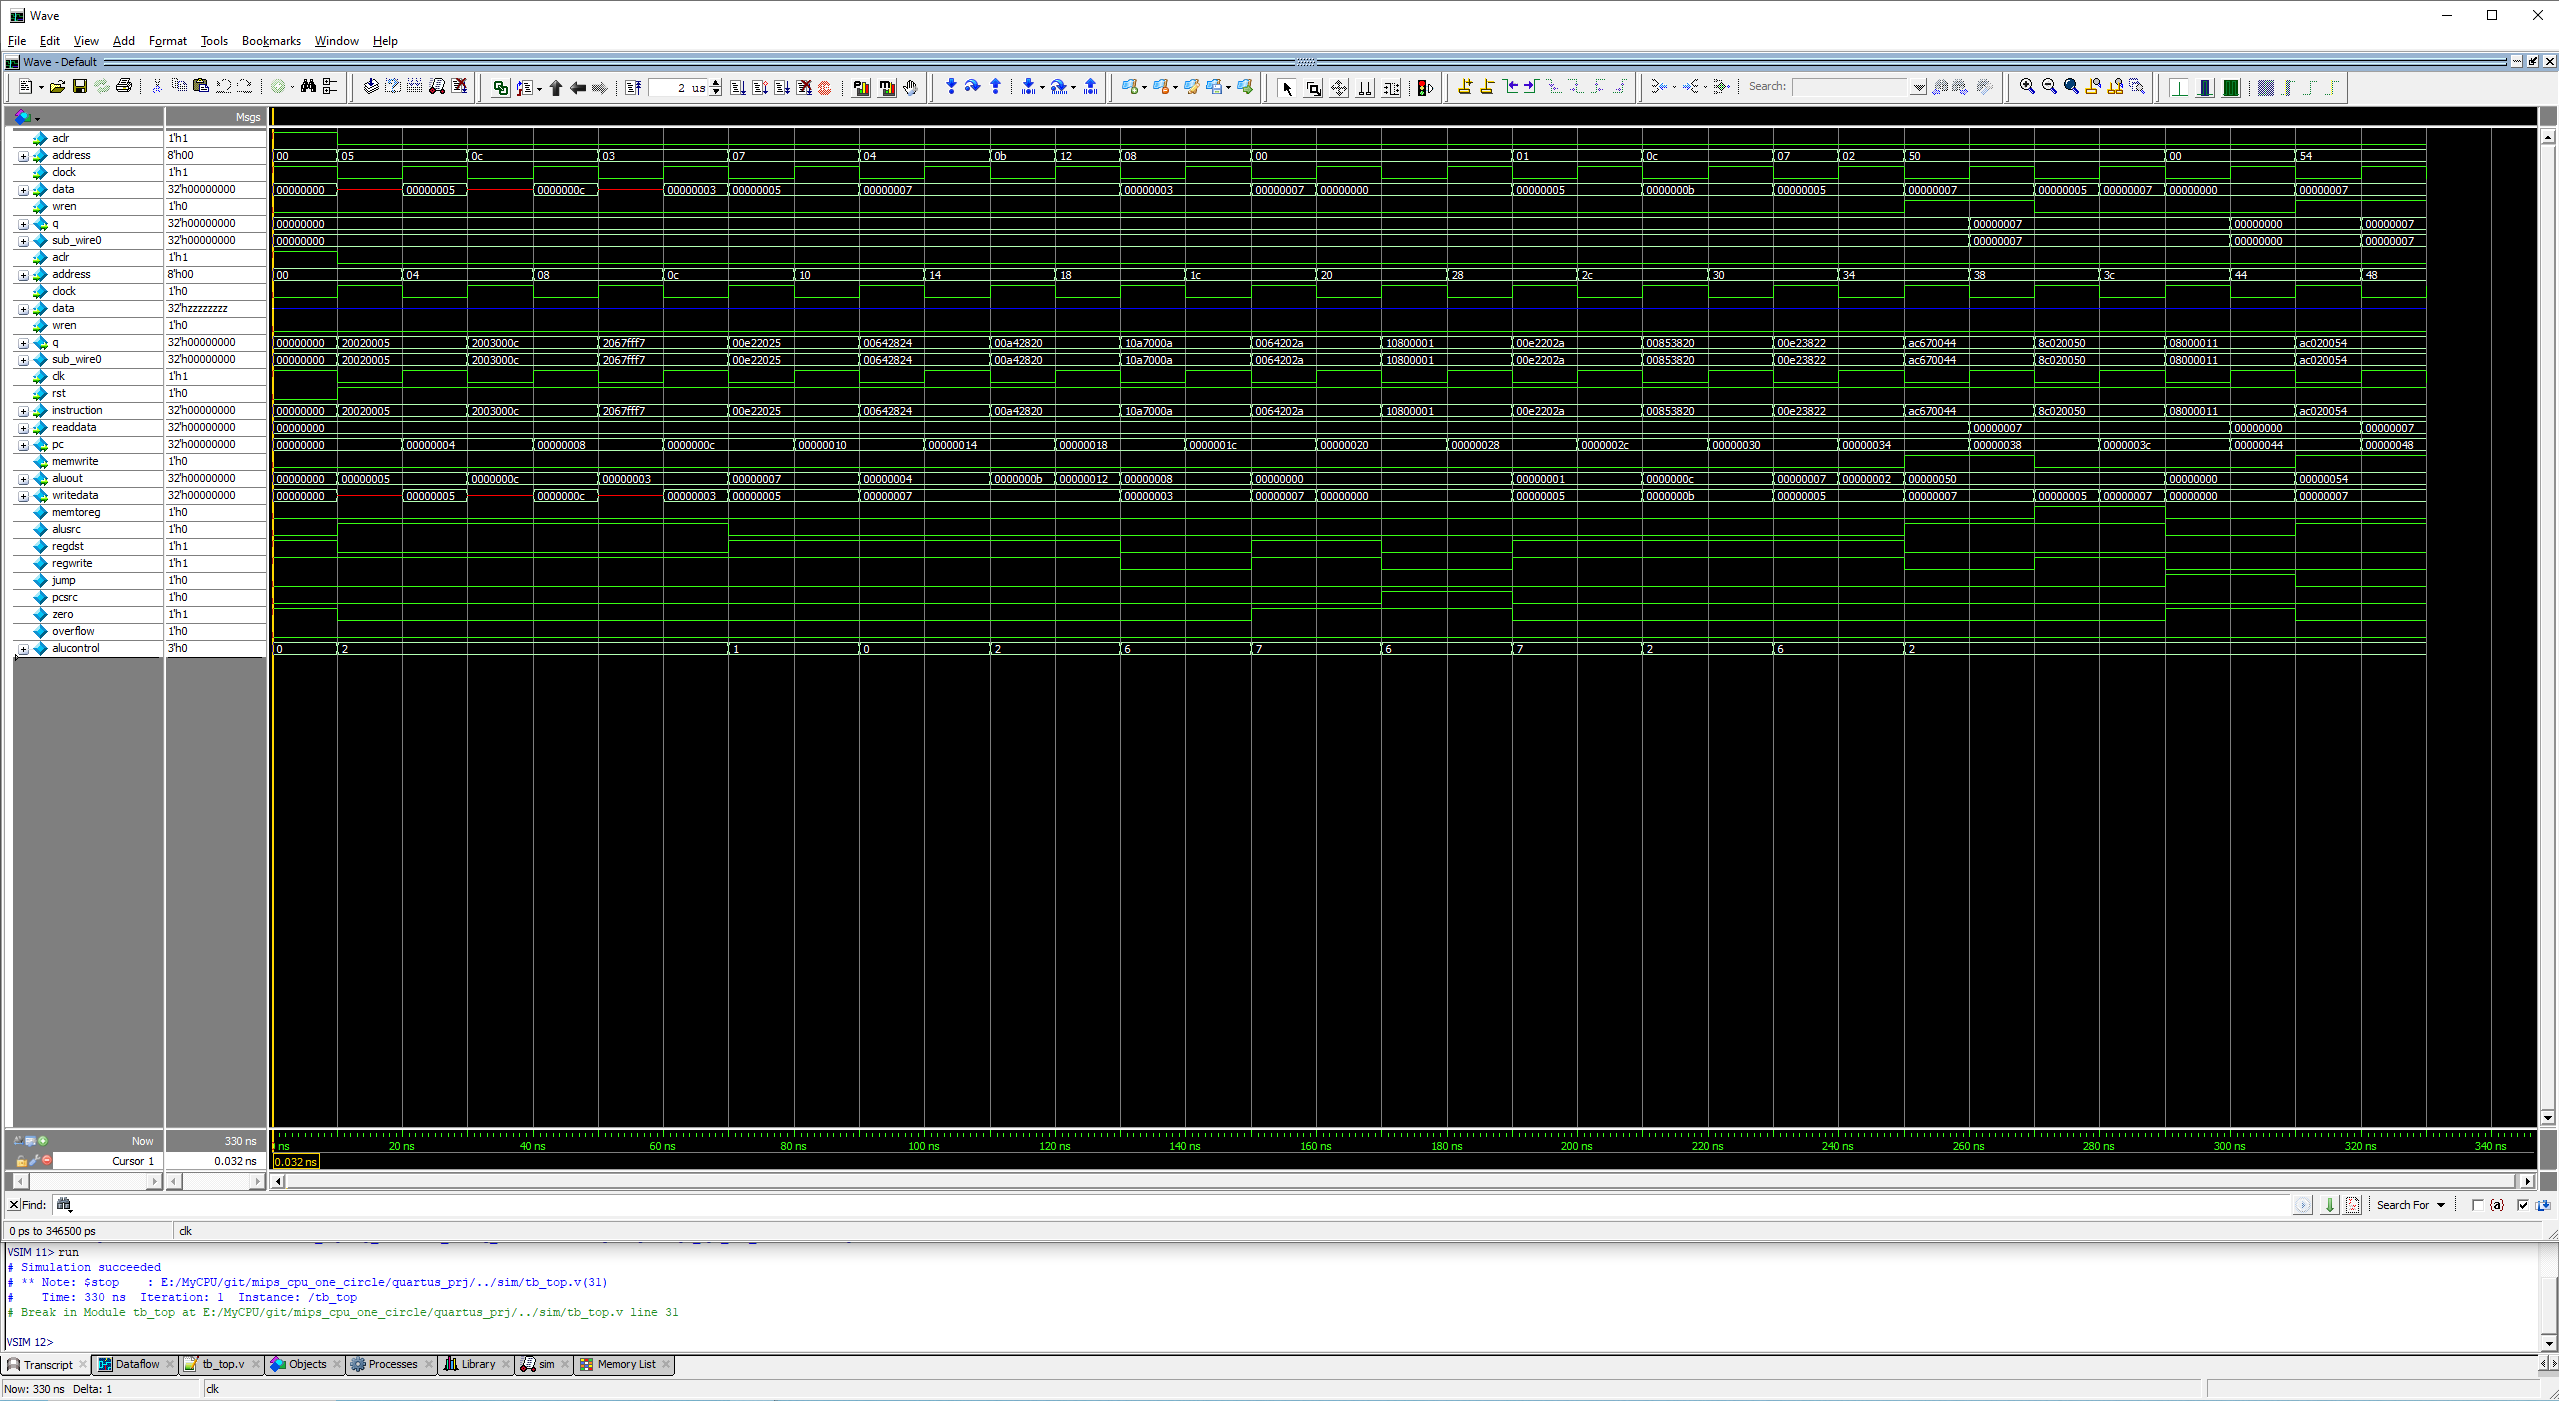 Wave
File Edit View Add Format Tools Bookmarks Window Help
Wave - Default
2 us Search:
Msgs
aclr 1'h1
address 8'h00 00 05 0c 03 07 04 0b 12 08 00 01 0c 07 02 50 00 54
clock 1'h1
data 32'h00000000 00000000 00000005 0000000c 00000003 00000005 00000007 00000003 00000007 00000000 00000005 0000000b 00000005 00000007 00000005 00000007 00000000 00000007
wren 1'h0
q 32'h00000000 00000000 00000007 00000000 00000007
sub_wire0 32'h00000000 00000000 00000007 00000000 00000007
aclr 1'h1
address 8'h00 00 04 08 0c 10 14 18 1c 20 28 2c 30 34 38 3c 44 48
clock 1'h0
data 32'hzzzzzzzz
wren 1'h0
q 32'h00000000 00000000 20020005 2003000c 2067fff7 00e22025 00642824 00a42820 10a7000a 0064202a 10800001 00e2202a 00853820 00e23822 ac670044 8c020050 08000011 ac020054
sub_wire0 32'h00000000 00000000 20020005 2003000c 2067fff7 00e22025 00642824 00a42820 10a7000a 0064202a 10800001 00e2202a 00853820 00e23822 ac670044 8c020050 08000011 ac020054
clk 1'h1
rst 1'h0
instruction 32'h00000000 00000000 20020005 2003000c 2067fff7 00e22025 00642824 00a42820 10a7000a 0064202a 10800001 00e2202a 00853820 00e23822 ac670044 8c020050 08000011 ac020054
readdata 32'h00000000 00000000 00000007 00000000 00000007
pc 32'h00000000 00000000 00000004 00000008 0000000c 00000010 00000014 00000018 0000001c 00000020 00000028 0000002c 00000030 00000034 00000038 0000003c 00000044 00000048
memwrite 1'h0
aluout 32'h00000000 00000000 00000005 0000000c 00000003 00000007 00000004 0000000b 00000012 00000008 00000000 00000001 0000000c 00000007 00000002 00000050 00000000 00000054
writedata 32'h00000000 00000000 00000005 0000000c 00000003 00000005 00000007 00000003 00000007 00000000 00000005 0000000b 00000005 00000007 00000005 00000007 00000000 00000007
memtoreg 1'h0
alusrc 1'h0
regdst 1'h1
regwrite 1'h1
jump 1'h0
pcsrc 1'h0
zero 1'h1
overflow 1'h0
alucontrol 3'h0 0 2 1 0 2 6 7 6 7 2 6 2
Now 330 ns ns 20 ns 40 ns 60 ns 80 ns 100 ns 120 ns 140 ns 160 ns 180 ns 200 ns 220 ns 240 ns 260 ns 280 ns 300 ns 320 ns 340 ns
Cursor 1 0.032 ns 0.032 ns
Find: Search For {a}
0 ps to 346500 ps clk
VSIM 11> run
# Simulation succeeded
# ** Note: $stop    : E:/MyCPU/git/mips_cpu_one_circle/quartus_prj/../sim/tb_top.v(31)
#    Time: 330 ns  Iteration: 1  Instance: /tb_top
# Break in Module tb_top at E:/MyCPU/git/mips_cpu_one_circle/quartus_prj/../sim/tb_top.v line 31
VSIM 12>
Transcript Dataflow tb_top.v Objects Processes Library sim Memory List
Now: 330 ns  Delta: 1 clk